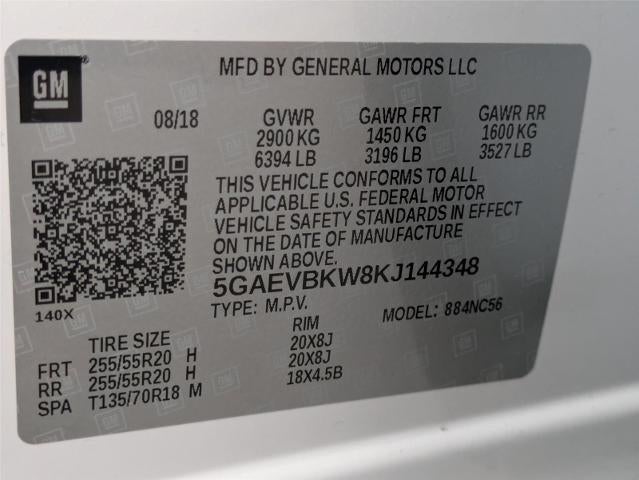 GM
MFD BY GENERAL MOTORS LLC
08/18 GVWR GAWR FRT GAWR RR
2900 KG 1450 KG 1600 KG
6394 LB 3196 LB 3527 LB
THIS VEHICLE CONFORMS TO ALL
APPLICABLE U.S. FEDERAL MOTOR
VEHICLE SAFETY STANDARDS IN EFFECT
ON THE DATE OF MANUFACTURE
SHOWN ABOVE.
5GAEVBKW8KJ144348
140X
TYPE: M.P.V. MODEL: 884NC56
TIRE SIZE RIM
FRT 255/55R20 H 20X8J
RR 255/55R20 H 20X8J
SPA T135/70R18 M 18X4.5B